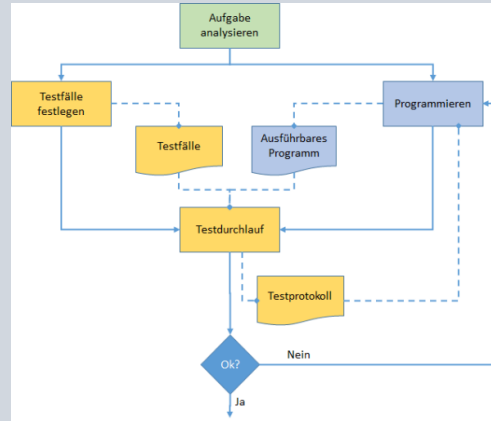 Aufgabe
analysieren
Testfälle
festlegen
Programmieren
Testfälle
Ausführbares
Programm
Testdurchlauf
Testprotokoll
Ok?
Nein
Ja